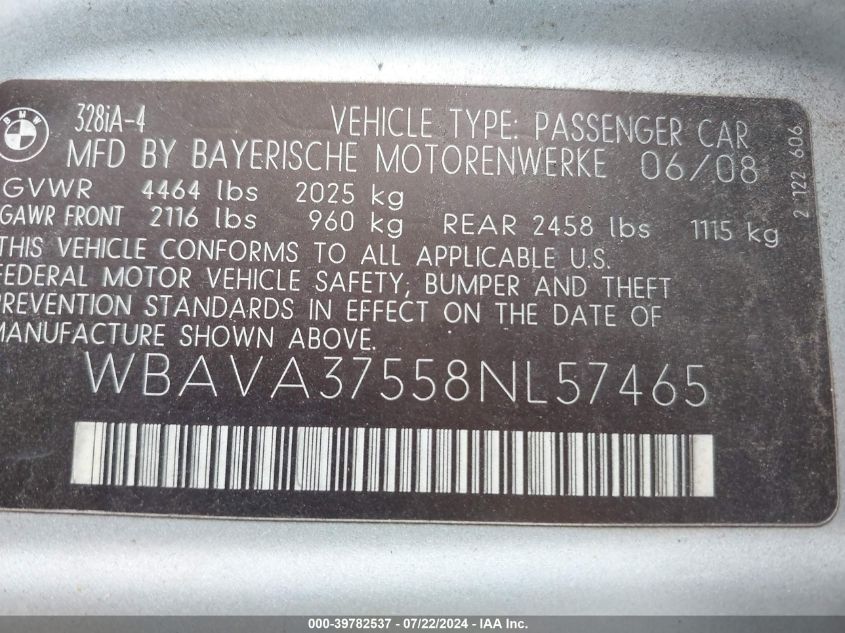 BMW
328iA-4 VEHICLE TYPE: PASSENGER CAR
MFD BY BAYERISCHE MOTORENWERKE 06/08
GVWR 4464 lbs 2025 kg
GAWR FRONT 2116 lbs 960 kg REAR 2458 lbs 1115 kg
THIS VEHICLE CONFORMS TO ALL APPLICABLE U.S.
FEDERAL MOTOR VEHICLE SAFETY, BUMPER AND THEFT
PREVENTION STANDARDS IN EFFECT ON THE DATE OF
MANUFACTURE SHOWN ABOVE.
WBAVA37558NL57465
2 122 606
000-39782537 - 07/22/2024 - IAA Inc.